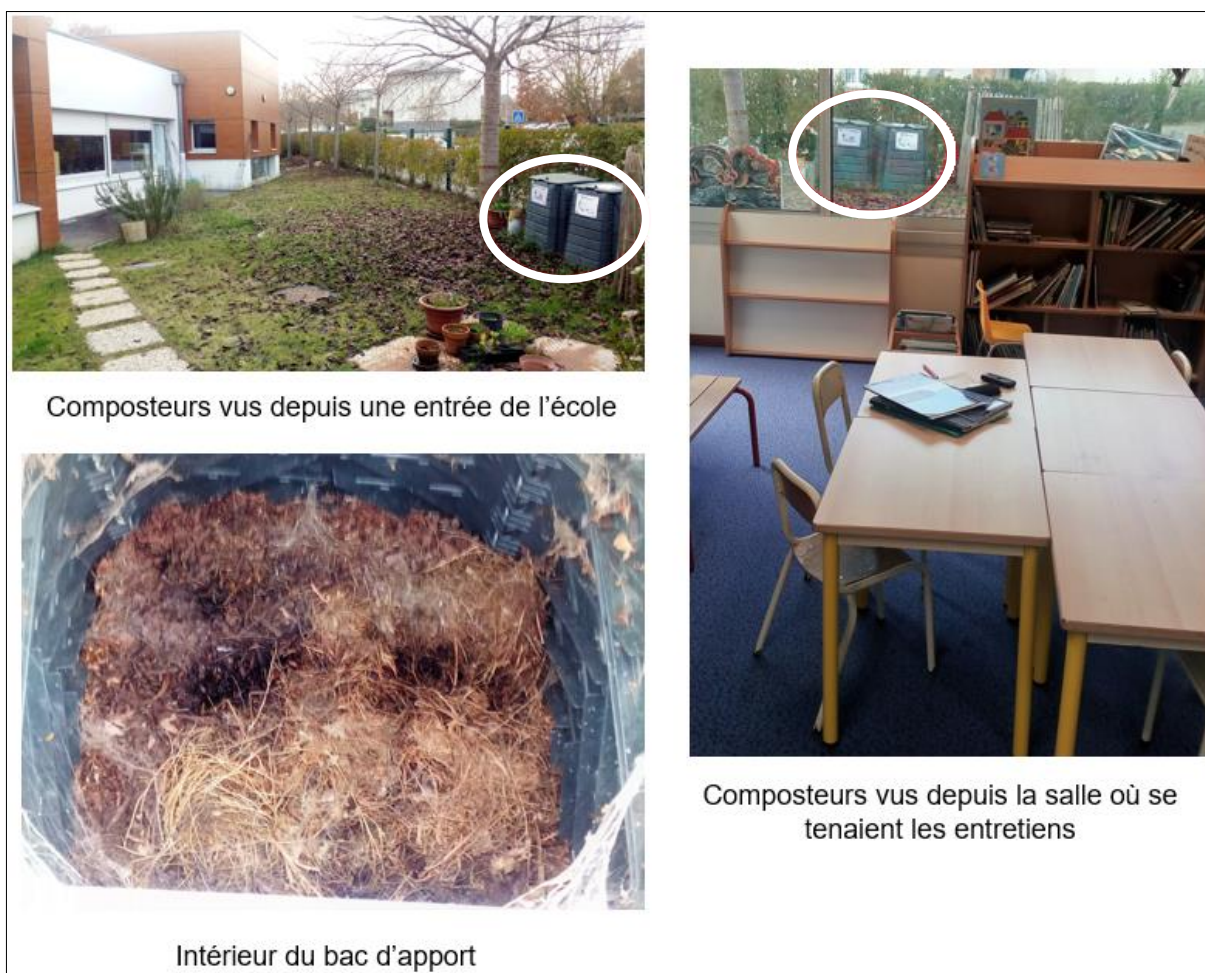 Composteurs vus depuis une entrée de l’école
Composteurs vus depuis la salle où se
tenaient les entretiens
Intérieur du bac d’apport